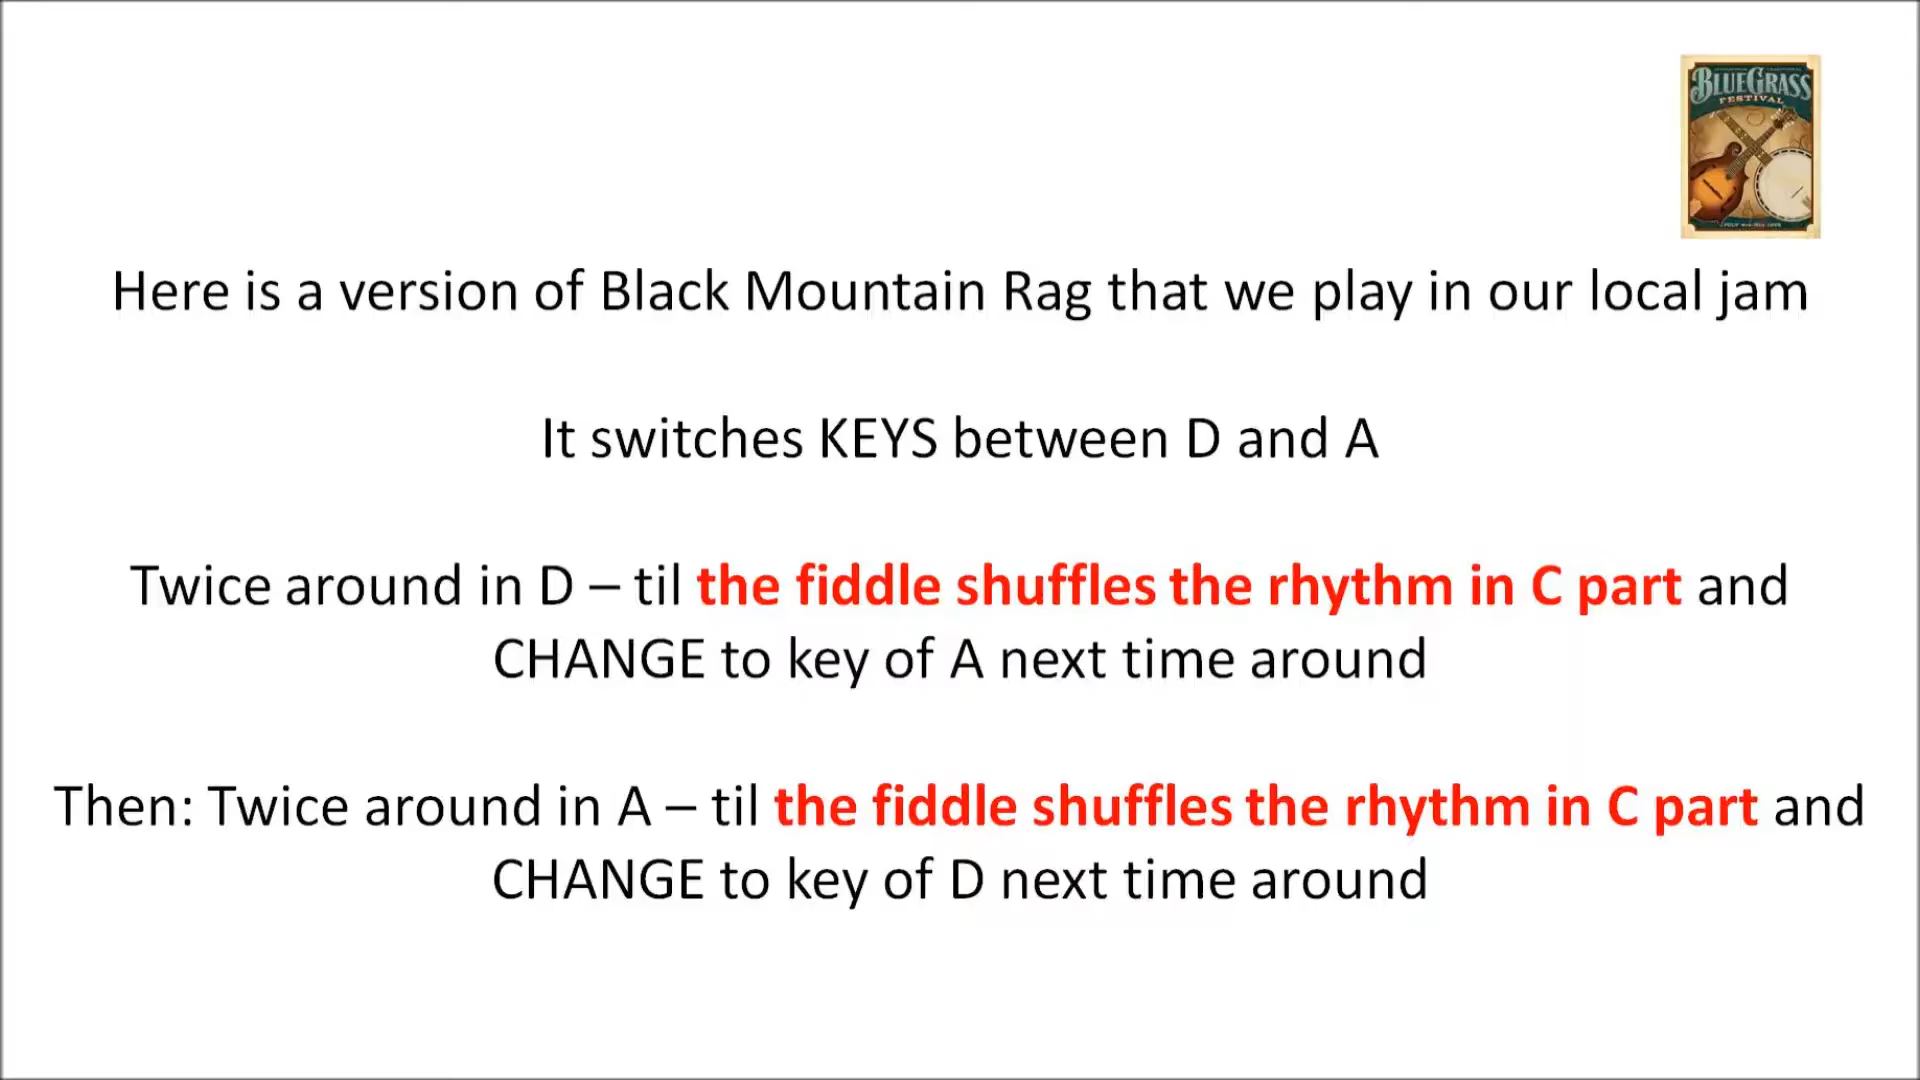 BLUEGRASS
FESTIVAL
Here is a version of Black Mountain Rag that we play in our local jam
It switches KEYS between D and A
Twice around in D – til the fiddle shuffles the rhythm in C part and
CHANGE to key of A next time around
Then: Twice around in A – til the fiddle shuffles the rhythm in C part and
CHANGE to key of D next time around